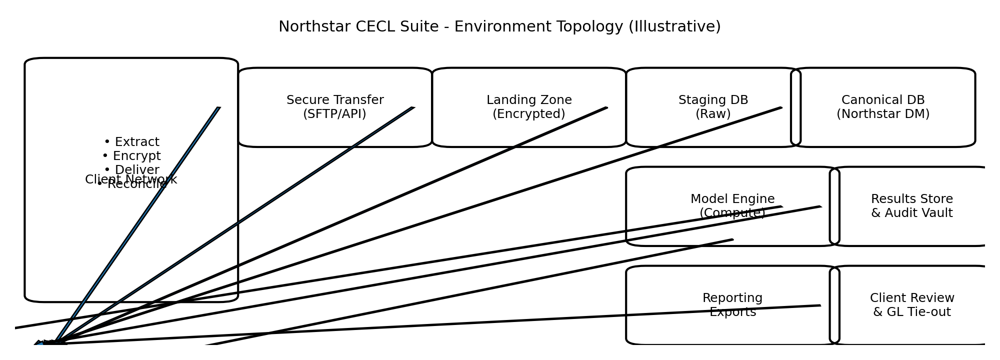 Northstar CECL Suite - Environment Topology (Illustrative)
• Extract
• Encrypt
• Deliver
Client Network
• Reconcile
Secure Transfer
(SFTP/API)
Landing Zone
(Encrypted)
Staging DB
(Raw)
Canonical DB
(Northstar DM)
Model Engine
(Compute)
Results Store
& Audit Vault
Reporting
Exports
Client Review
& GL Tie-out